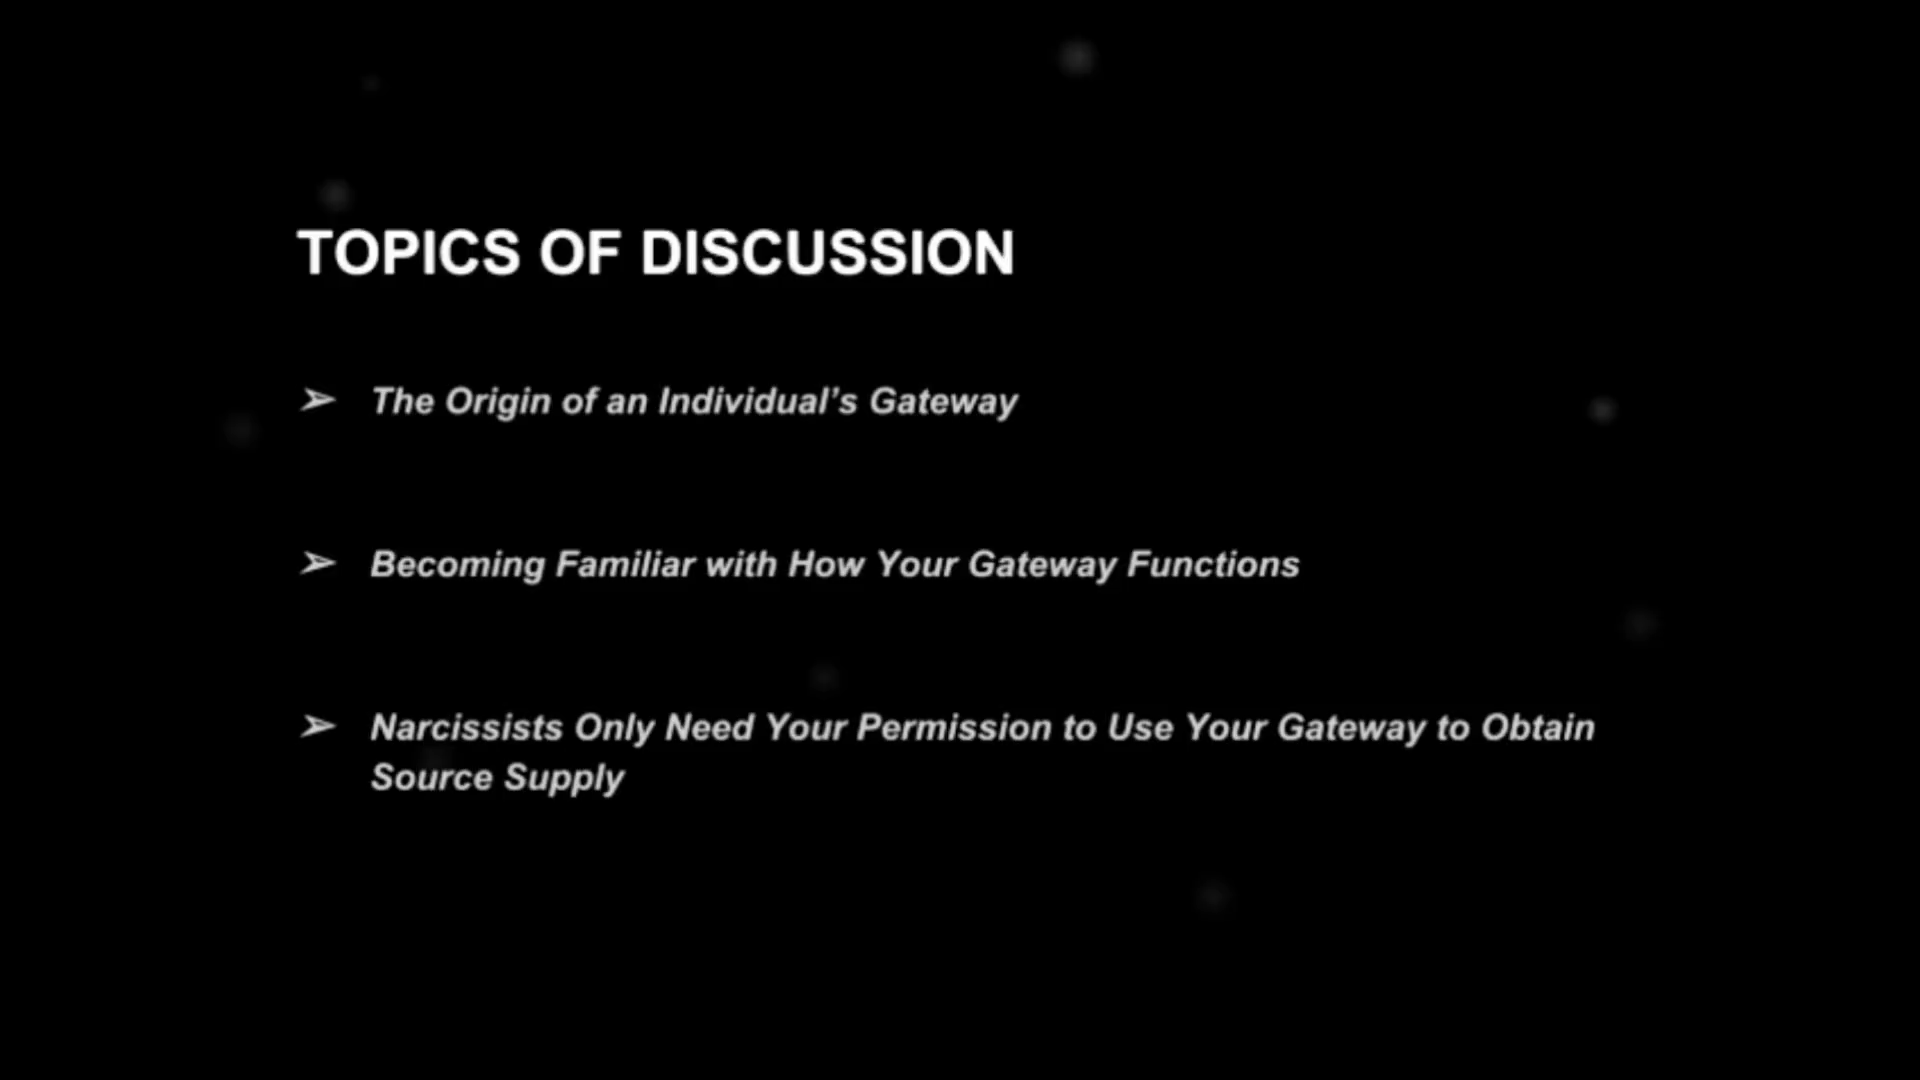 TOPICS OF DISCUSSION
➢ The Origin of an Individual’s Gateway
➢ Becoming Familiar with How Your Gateway Functions
➢ Narcissists Only Need Your Permission to Use Your Gateway to Obtain
Source Supply